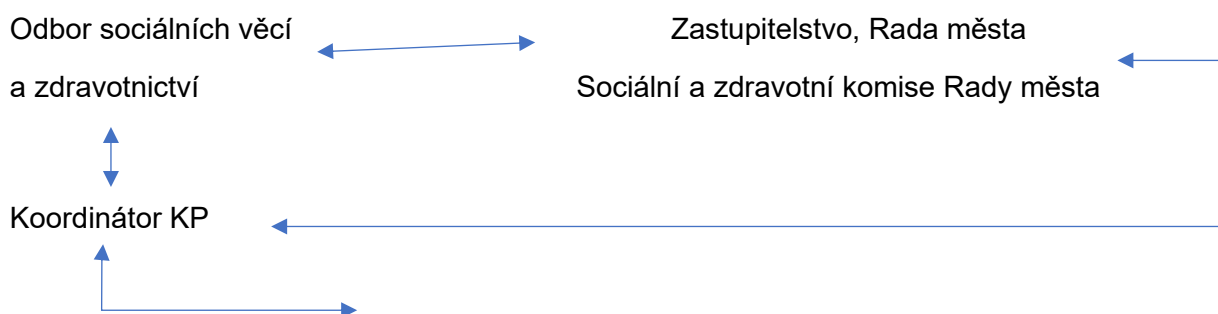 Odbor sociálních věcí
a zdravotnictví
Zastupitelstvo, Rada města
Sociální a zdravotní komise Rady města
Koordinátor KP